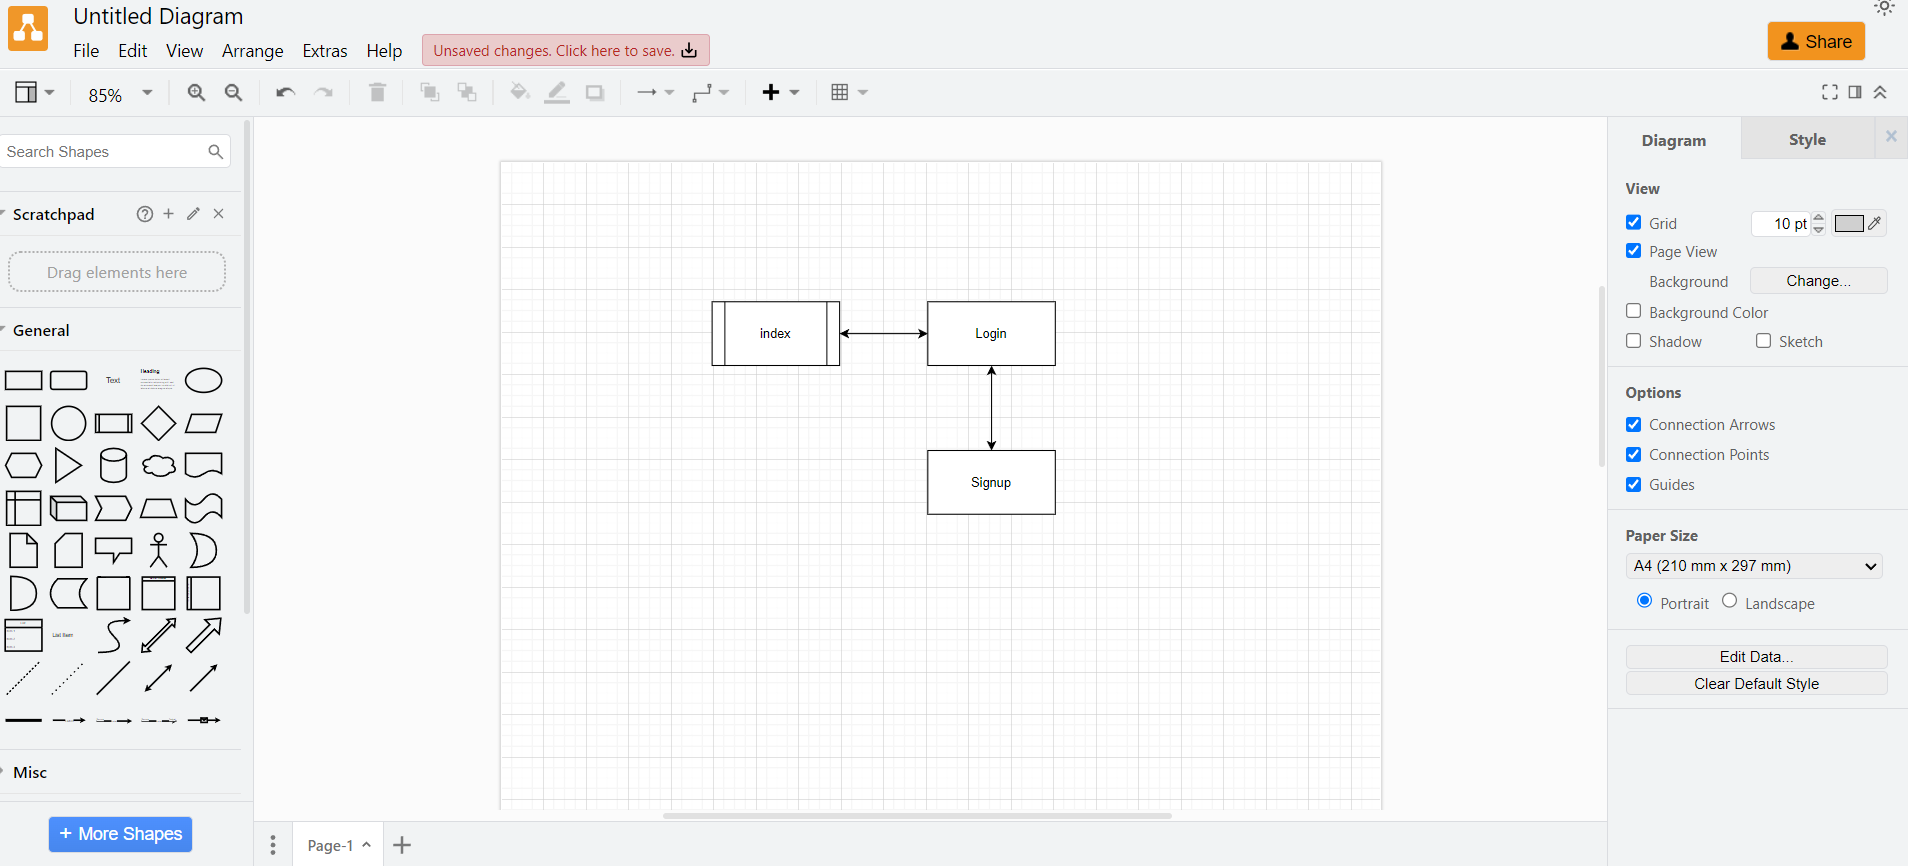 Untitled Diagram
File Edit View Arrange Extras Help Unsaved changes. Click here to save.
Share
85%
Search Shapes
Scratchpad
Drag elements here
General
Text
Heading
List Item
Misc
+ More Shapes
index
Login
Signup
Page-1
Diagram Style
View
Grid 10 pt
Page View
Background Change...
Background Color
Shadow Sketch
Options
Connection Arrows
Connection Points
Guides
Paper Size
A4 (210 mm x 297 mm)
Portrait Landscape
Edit Data...
Clear Default Style